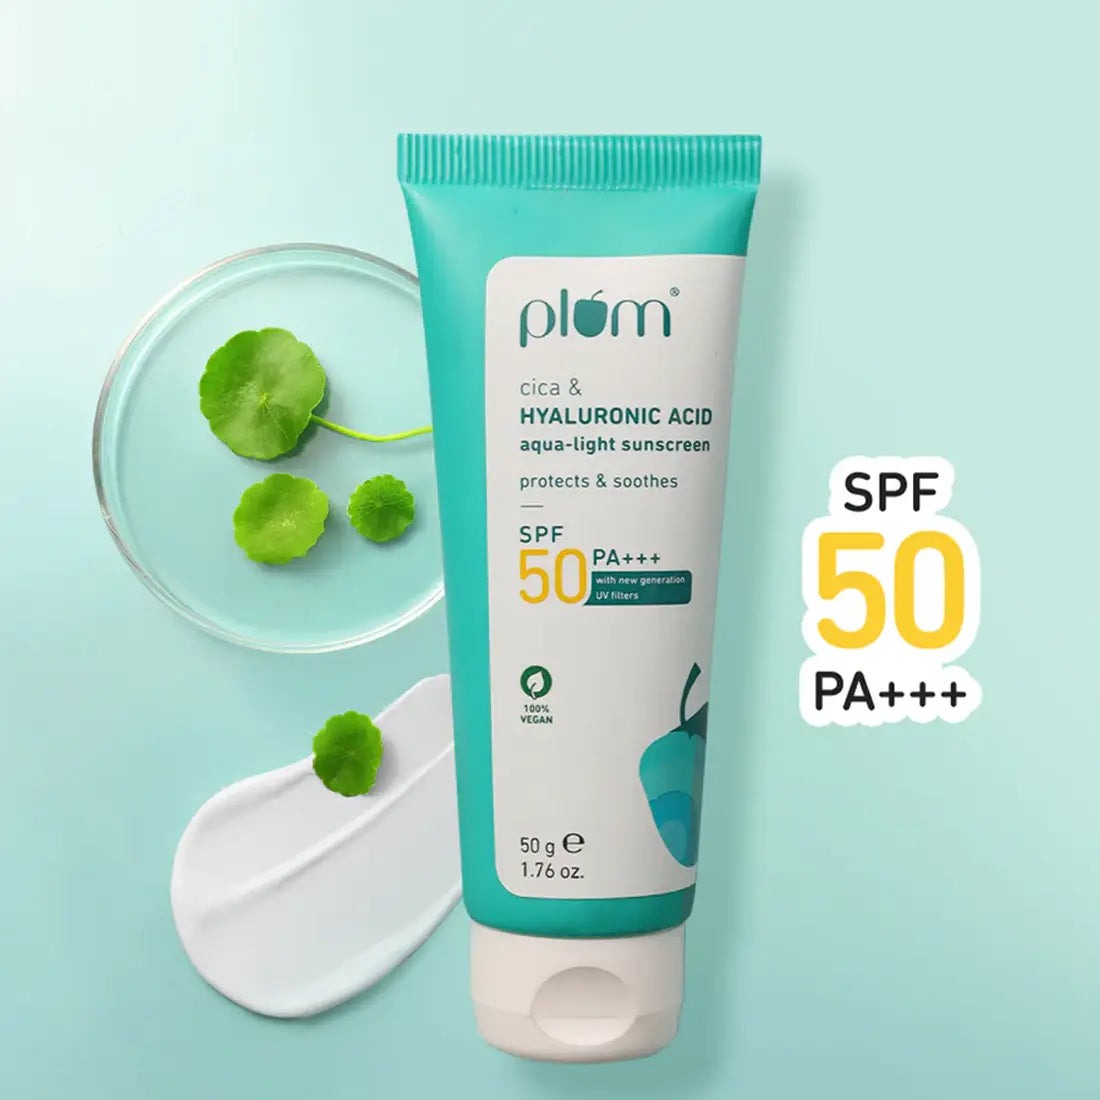 plum®
cica &
HYALURONIC ACID
aqua-light sunscreen
protects & soothes
SPF
50 PA+++
with new generation
UV filters
100%
VEGAN
50 g ℮
1.76 oz.
SPF
50
PA+++